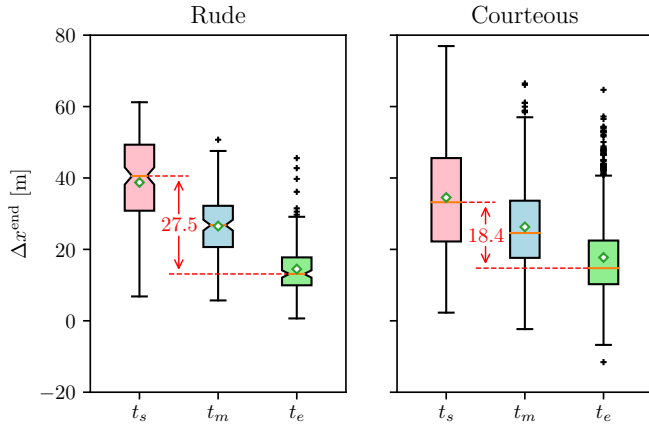 Rude
Courteous
Δx^end [m]
80
60
40
20
0
−20
27.5
18.4
t_s
t_m
t_e
t_s
t_m
t_e